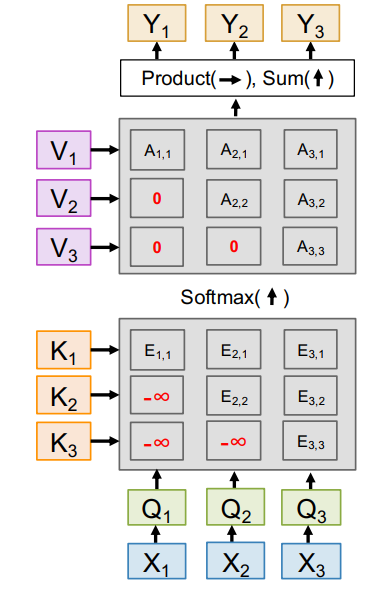 Y1 Y2 Y3
Product(→), Sum(↑)
V1 A1,1 A2,1 A3,1
V2 0 A2,2 A3,2
V3 0 0 A3,3
Softmax(↑)
K1 E1,1 E2,1 E3,1
K2 -∞ E2,2 E3,2
K3 -∞ -∞ E3,3
Q1 Q2 Q3
X1 X2 X3